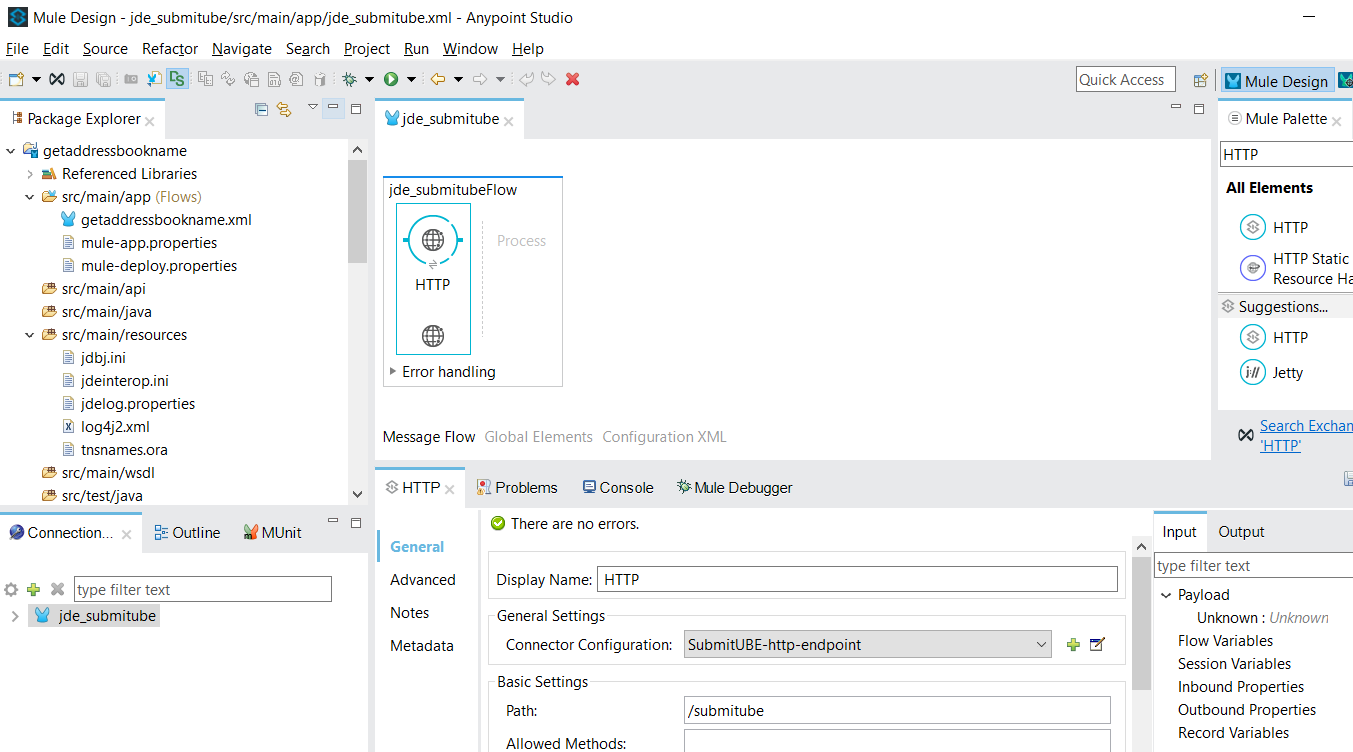 Mule Design - jde_submitube/src/main/app/jde_submitube.xml - Anypoint Studio
File Edit Source Refactor Navigate Search Project Run Window Help
Quick Access
Mule Design
Package Explorer
getaddressbookname
Referenced Libraries
src/main/app (Flows)
getaddressbookname.xml
mule-app.properties
mule-deploy.properties
src/main/api
src/main/java
src/main/resources
jdbj.ini
jdeinterop.ini
jdelog.properties
log4j2.xml
tnsnames.ora
src/main/wsdl
src/test/java
jde_submitube
jde_submitubeFlow
HTTP
Process
Error handling
Message Flow Global Elements Configuration XML
Mule Palette
HTTP
All Elements
HTTP
HTTP Static
Resource Ha
Suggestions...
HTTP
Jetty
Search Exchan
'HTTP'
Connection... Outline MUnit
type filter text
jde_submitube
HTTP Problems Console Mule Debugger
There are no errors.
General
Advanced
Notes
Metadata
Display Name: HTTP
General Settings
Connector Configuration: SubmitUBE-http-endpoint
Basic Settings
Path: /submitube
Allowed Methods:
Input Output
type filter text
Payload
Unknown : Unknown
Flow Variables
Session Variables
Inbound Properties
Outbound Properties
Record Variables